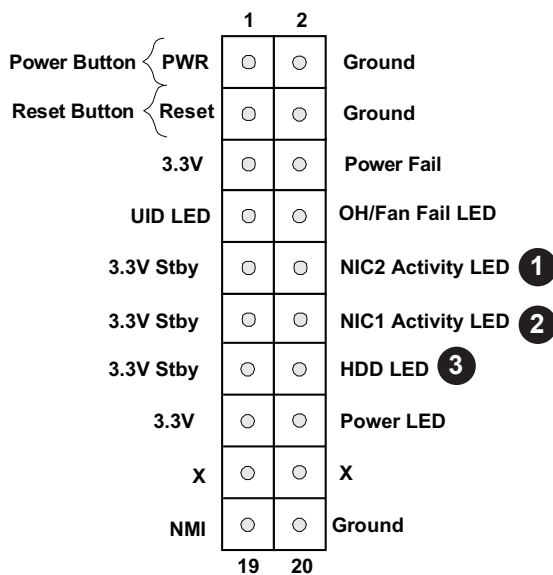 1 2
Power Button PWR Ground
Reset Button Reset Ground
3.3V Power Fail
UID LED OH/Fan Fail LED
3.3V Stby NIC2 Activity LED 1
3.3V Stby NIC1 Activity LED 2
3.3V Stby HDD LED 3
3.3V Power LED
X X
NMI Ground
19 20